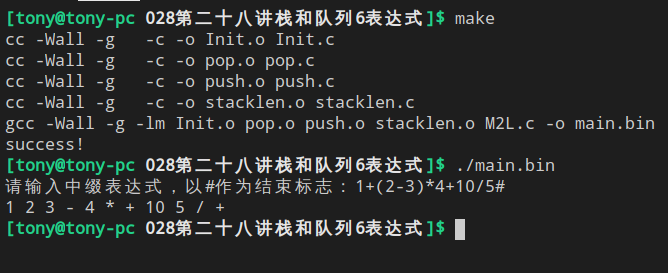 [tony@tony-pc 028第二十八讲栈和队列6表达式]$ make
cc -Wall -g   -c -o Init.o Init.c
cc -Wall -g   -c -o pop.o pop.c
cc -Wall -g   -c -o push.o push.c
cc -Wall -g   -c -o stacklen.o stacklen.c
gcc -Wall -g -lm Init.o pop.o push.o stacklen.o M2L.c -o main.bin
success!
[tony@tony-pc 028第二十八讲栈和队列6表达式]$ ./main.bin
请输入中缀表达式，以#作为结束标志：1+(2-3)*4+10/5#
1 2 3 - 4 * + 10 5 / +
[tony@tony-pc 028第二十八讲栈和队列6表达式]$